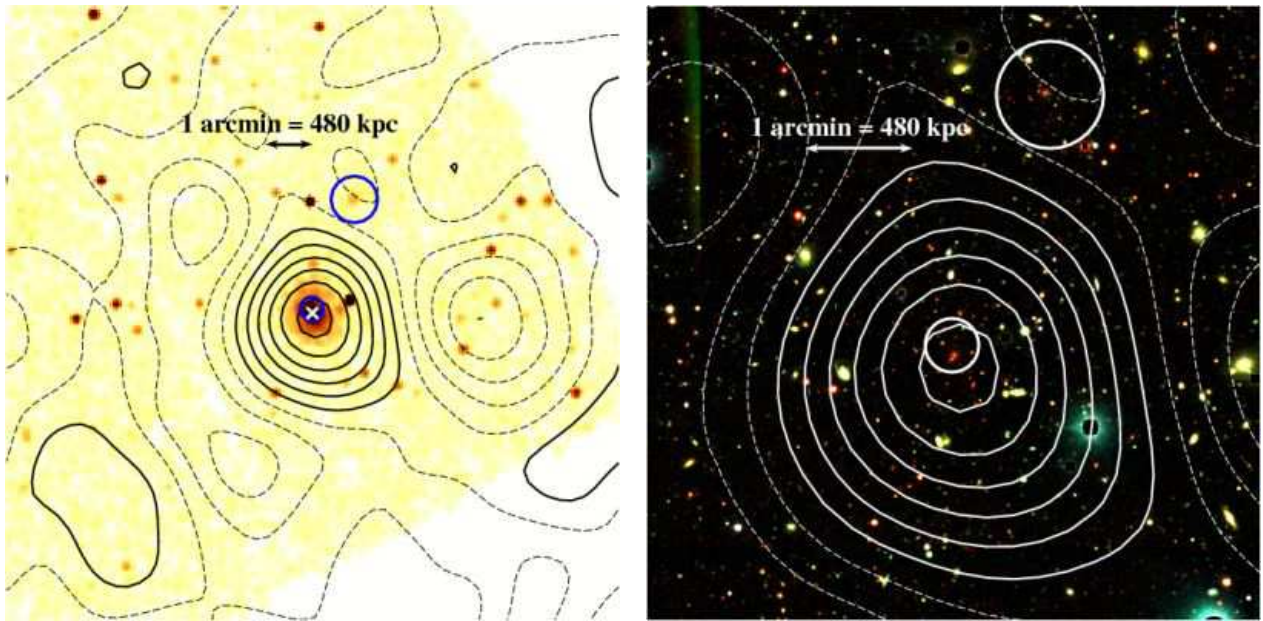 1 arcmin = 480 kpc
1 arcmin = 480 kpc